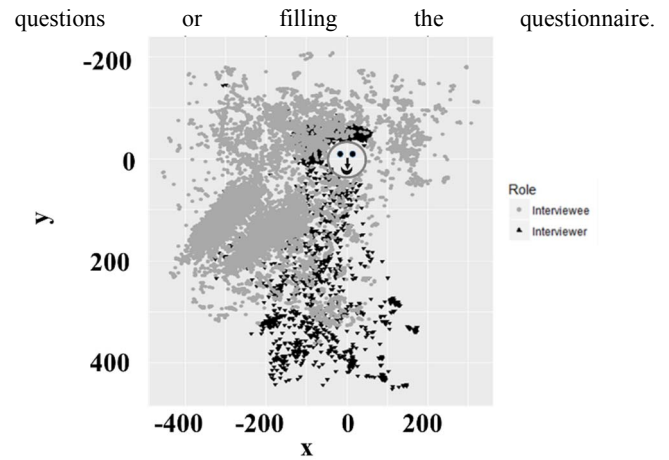 questions or filling the questionnaire.
-200
0
200
400
y
-400 -200 0 200
x
Role
Interviewee
Interviewer